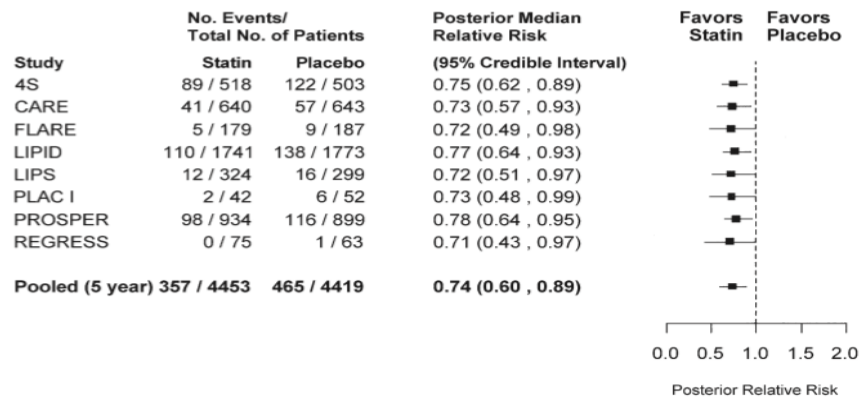 No. Events/ Posterior Median Favors Favors
Total No. of Patients Relative Risk Statin Placebo
Study Statin Placebo (95% Credible Interval)
4S 89 / 518 122 / 503 0.75 (0.62 , 0.89)
CARE 41 / 640 57 / 643 0.73 (0.57 , 0.93)
FLARE 5 / 179 9 / 187 0.72 (0.49 , 0.98)
LIPID 110 / 1741 138 / 1773 0.77 (0.64 , 0.93)
LIPS 12 / 324 16 / 299 0.72 (0.51 , 0.97)
PLAC I 2 / 42 6 / 52 0.73 (0.48 , 0.99)
PROSPER 98 / 934 116 / 899 0.78 (0.64 , 0.95)
REGRESS 0 / 75 1 / 63 0.71 (0.43 , 0.97)
Pooled (5 year) 357 / 4453 465 / 4419 0.74 (0.60 , 0.89)
0.0 0.5 1.0 1.5 2.0
Posterior Relative Risk